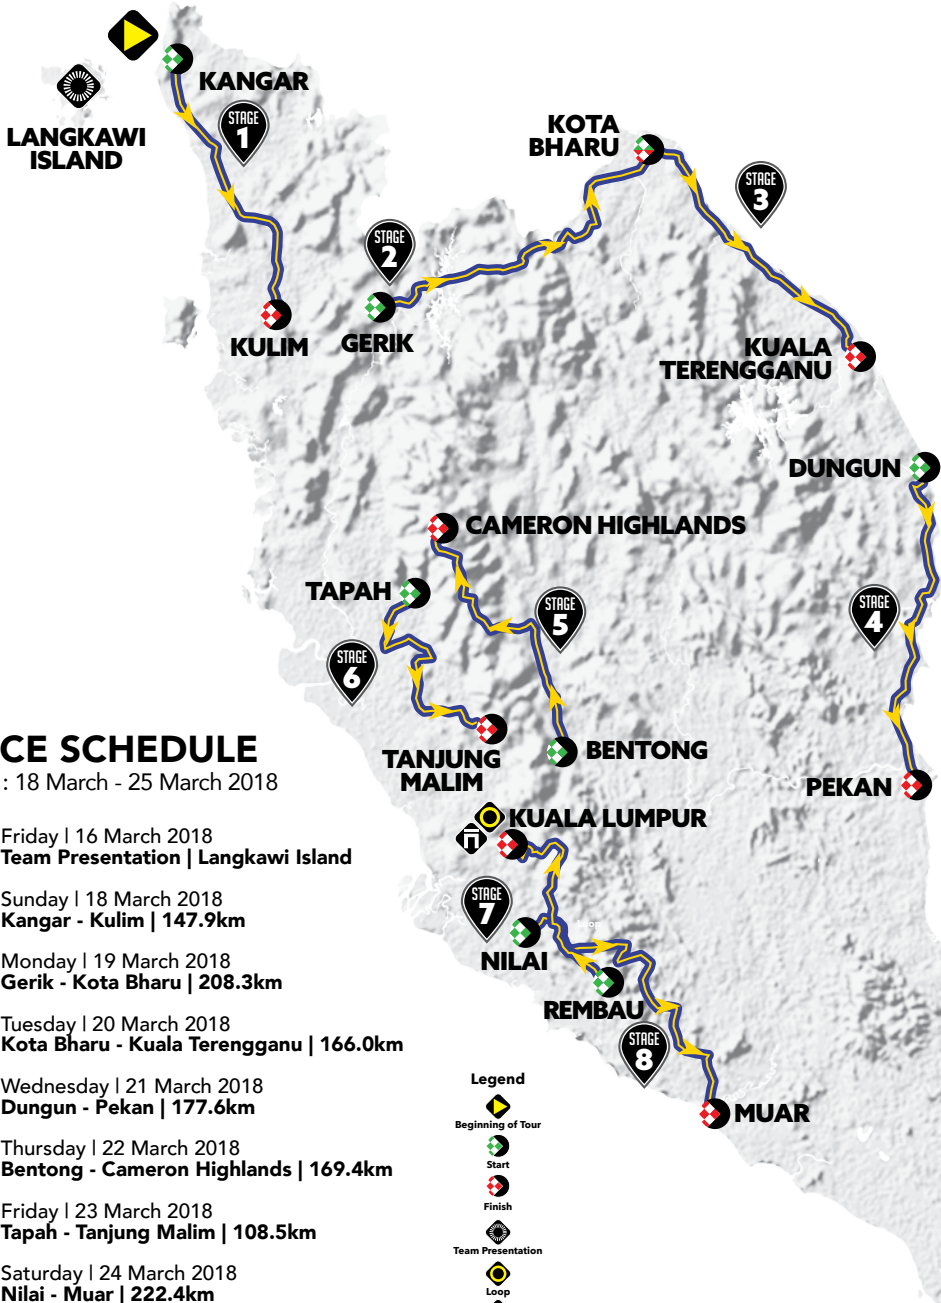 KANGAR
LANGKAWI
ISLAND
STAGE
1
KOTA
BHARU
STAGE
3
STAGE
2
KULIM
GERIK
KUALA
TERENGGANU
DUNGUN
CAMERON HIGHLANDS
TAPAH
STAGE
5
STAGE
4
STAGE
6
TANJUNG
MALIM
BENTONG
PEKAN
CE SCHEDULE
: 18 March - 25 March 2018
KUALA LUMPUR
Friday | 16 March 2018
Team Presentation | Langkawi Island
Sunday | 18 March 2018
Kangar - Kulim | 147.9km
Monday | 19 March 2018
Gerik - Kota Bharu | 208.3km
Tuesday | 20 March 2018
Kota Bharu - Kuala Terengganu | 166.0km
Wednesday | 21 March 2018
Dungun - Pekan | 177.6km
Thursday | 22 March 2018
Bentong - Cameron Highlands | 169.4km
Friday | 23 March 2018
Tapah - Tanjung Malim | 108.5km
Saturday | 24 March 2018
Nilai - Muar | 222.4km
STAGE
7
Loop
NILAI
REMBAU
STAGE
8
MUAR
Legend
Beginning of Tour
Start
Finish
Team Presentation
Loop